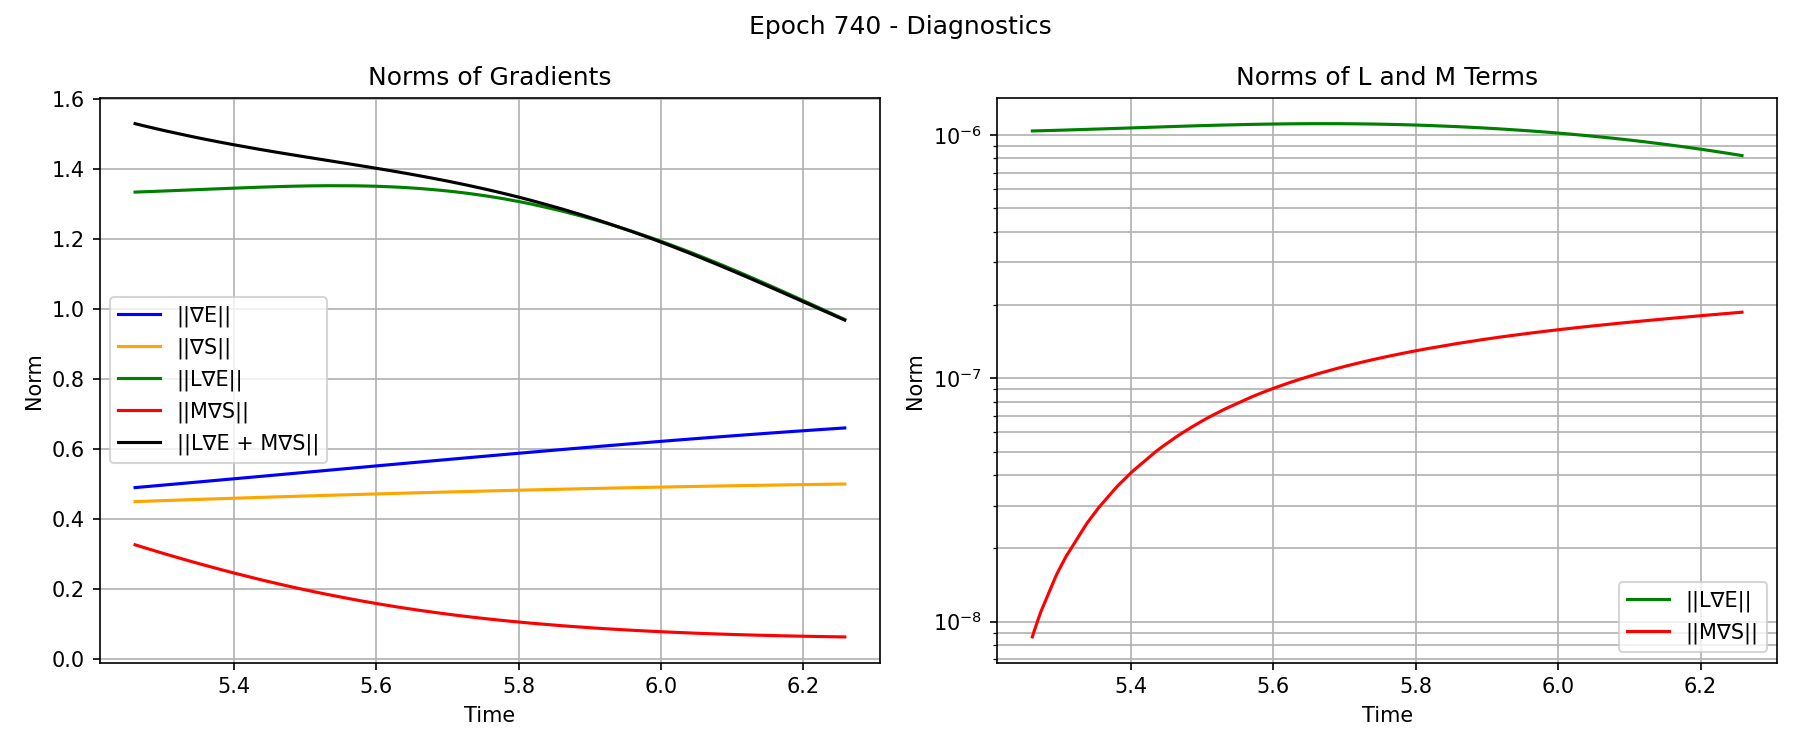 Epoch 740 - Diagnostics
Norms of Gradients
Norm
1.6
1.4
1.2
1.0
0.8
0.6
0.4
0.2
0.0
||∇E||
||∇S||
||L∇E||
||M∇S||
||L∇E + M∇S||
5.4 5.6 5.8 6.0 6.2
Time
Norms of L and M Terms
Norm
10⁻⁶
10⁻⁷
10⁻⁸
||L∇E||
||M∇S||
5.4 5.6 5.8 6.0 6.2
Time